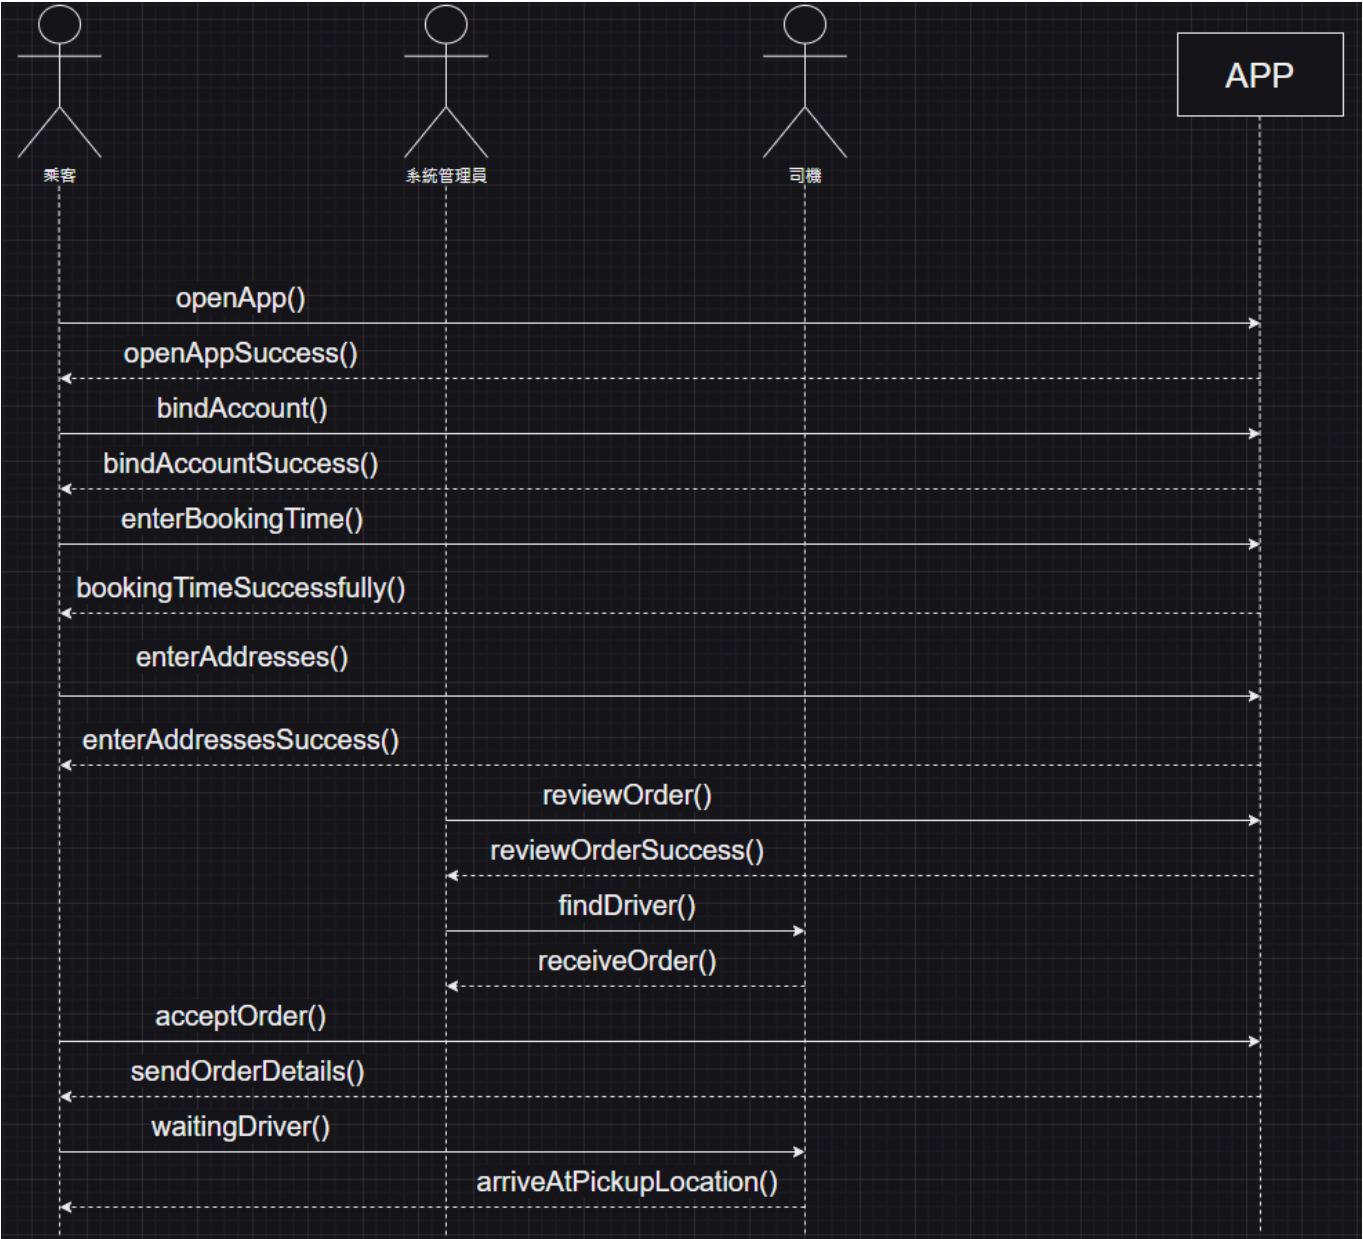 APP
乘客
系統管理員
司機
openApp()
openAppSuccess()
bindAccount()
bindAccountSuccess()
enterBookingTime()
bookingTimeSuccessfully()
enterAddresses()
enterAddressesSuccess()
reviewOrder()
reviewOrderSuccess()
findDriver()
receiveOrder()
acceptOrder()
sendOrderDetails()
waitingDriver()
arriveAtPickupLocation()